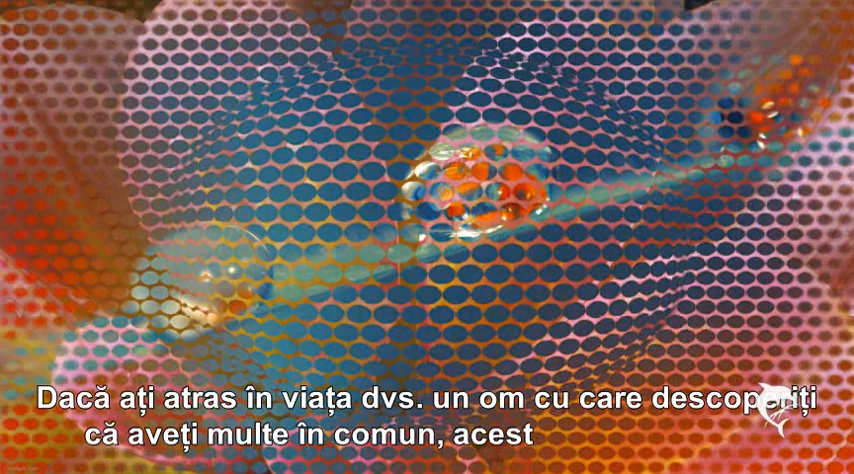 Dacă ați atras în viața dvs. un om cu care descoperiți
că aveți multe în comun, acest